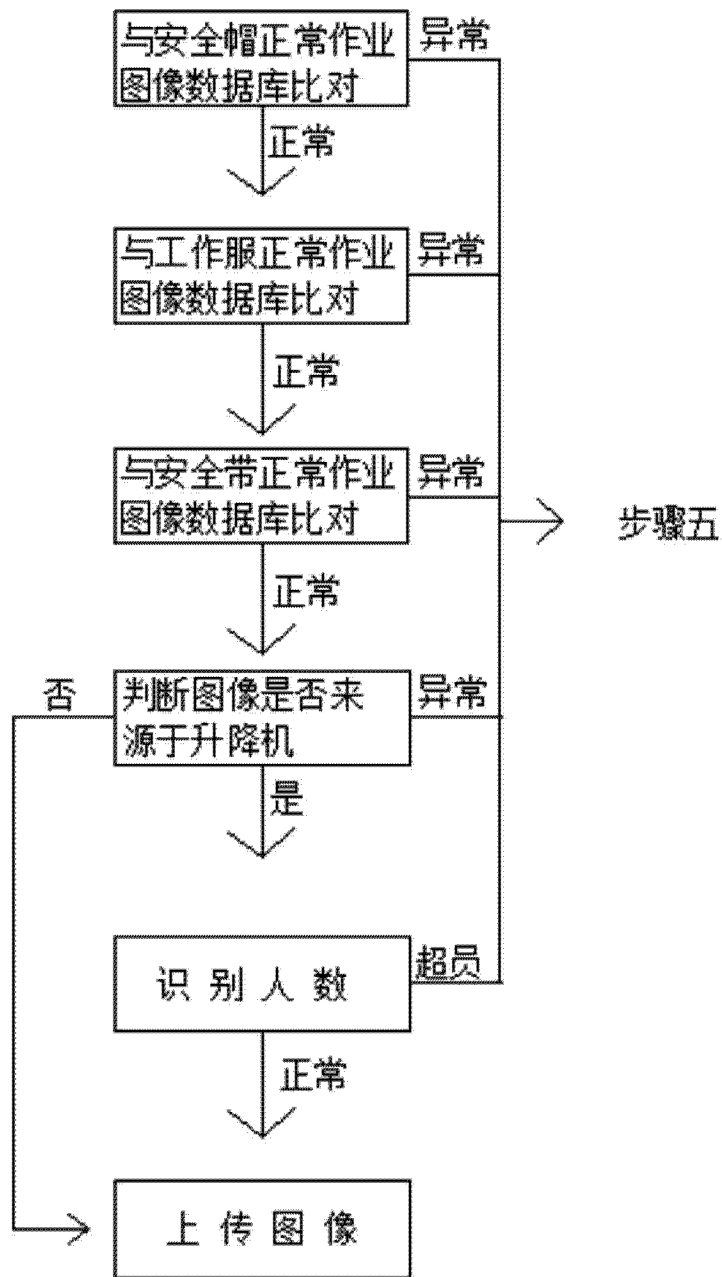 与安全帽正常作业
图像数据库比对
异常
正常
与工作服正常作业
图像数据库比对
异常
正常
与安全带正常作业
图像数据库比对
异常
步骤五
正常
否
判断图像是否来
源于升降机
异常
是
识别人数
超员
正常
上传图像